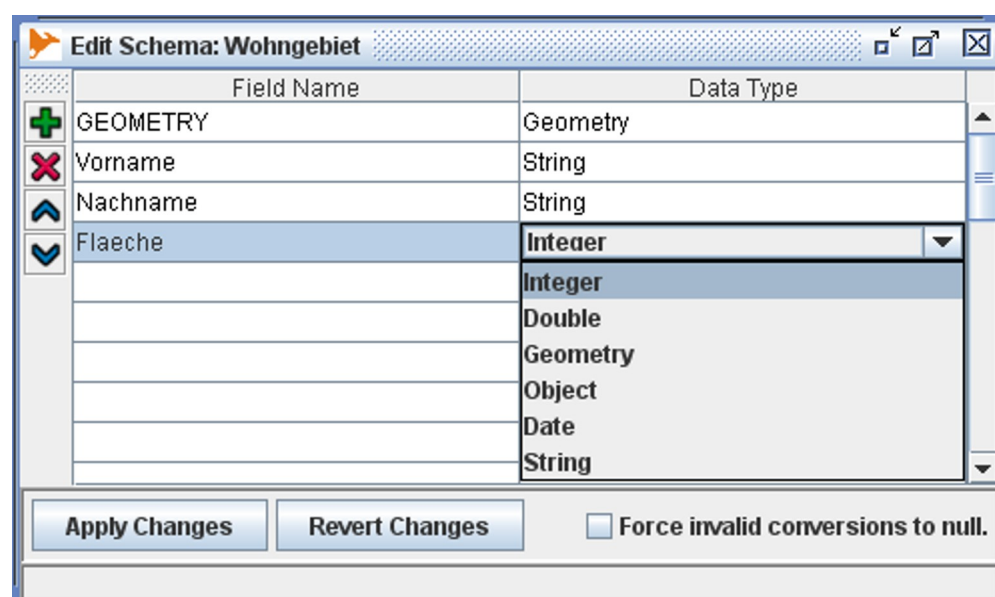 Edit Schema: Wohngebiet
Field Name Data Type
GEOMETRY Geometry
Vorname String
Nachname String
Flaeche Integer
Integer
Double
Geometry
Object
Date
String
Apply Changes Revert Changes Force invalid conversions to null.